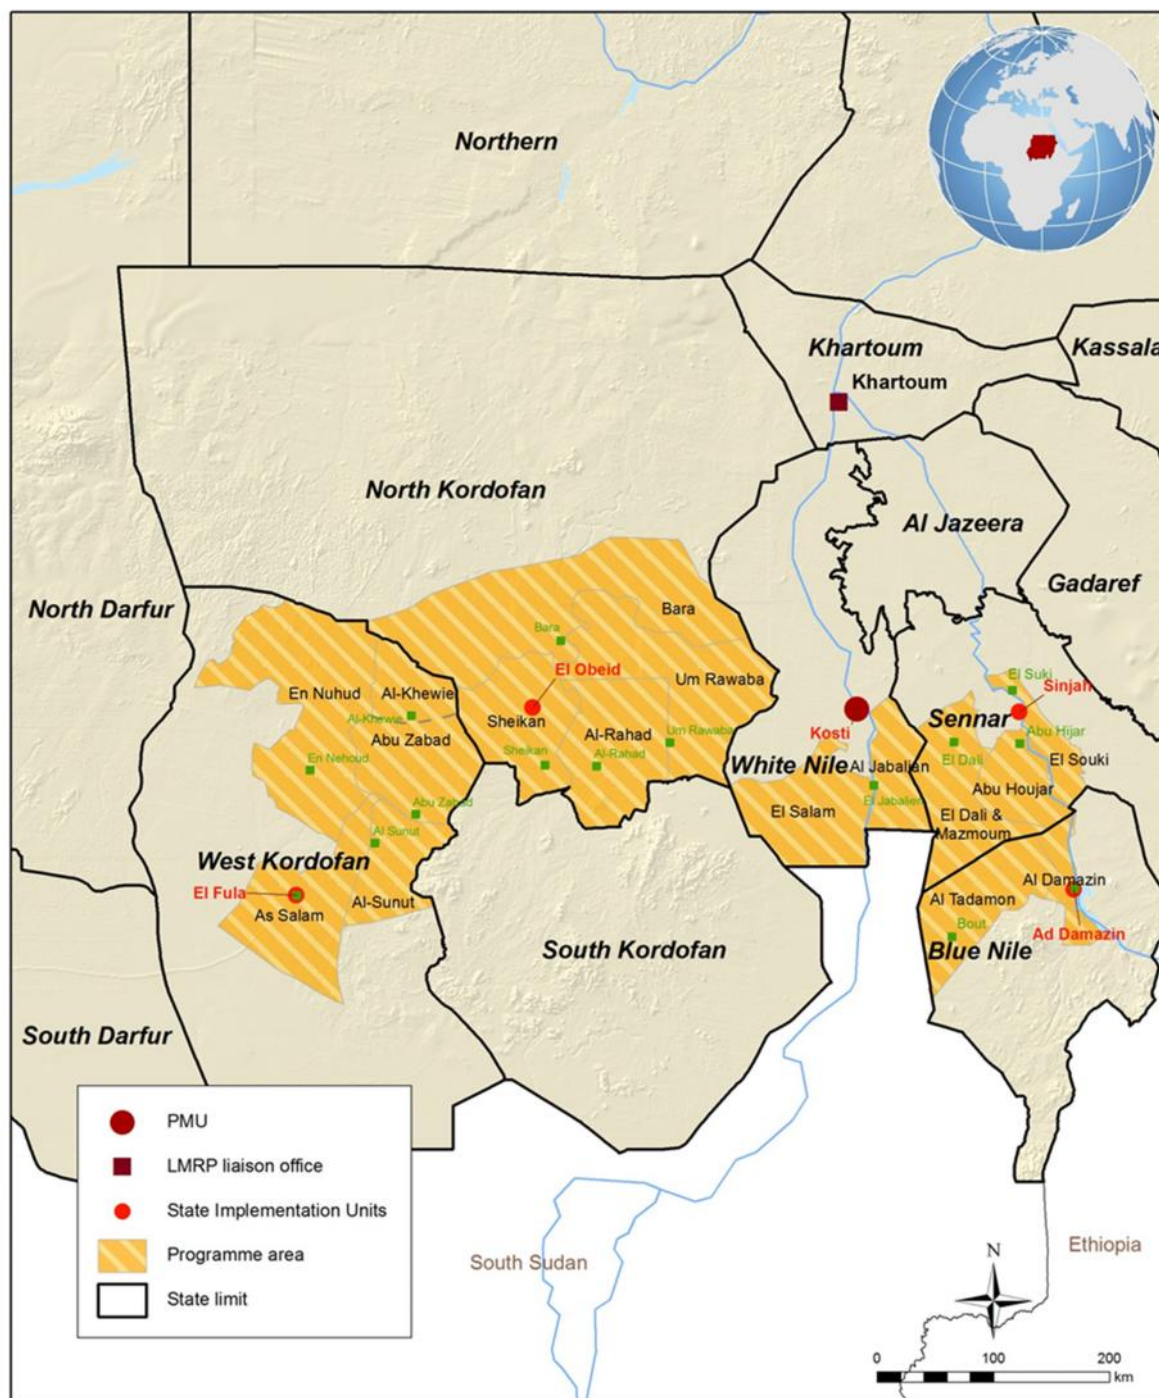 Northern
Khartoum
Kassala
Khartoum
North Kordofan
Al Jazeera
Gadaref
North Darfur
Bara
Bara
El Obeid
Um Rawaba
En Nuhud
Al-Khewie
Al-Khewie
Abu Zabad
Sheikan
Al-Rahad
Um Rawaba
Sheikan
Al-Rahad
En Nehoud
Abu Zabad
Al Sunut
West Kordofan
El Fula
As Salam
Al-Sunut
South Kordofan
South Darfur
Kosti
White Nile
Al Jabalian
El Jabalien
El Salam
El Suki
Sinjah
Sennar
Abu Hijar
El Dali
El Souki
Abu Houjar
El Dali &
Mazmoum
Al Damazin
Al Tadamon
Bout
Ad Damazin
Blue Nile
PMU
LMRP liaison office
State Implementation Units
Programme area
State limit
South Sudan
Ethiopia
N
0 100 200
km